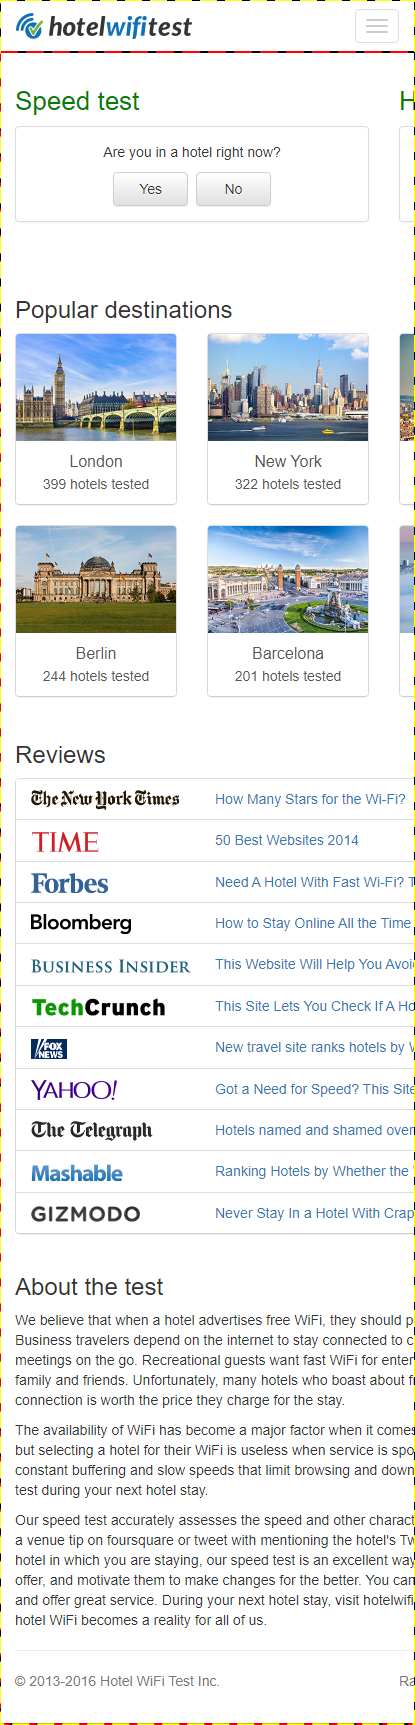 hotelwifitest
Speed test
H
Are you in a hotel right now?
Yes No
Popular destinations
London New York
399 hotels tested 322 hotels tested
Berlin Barcelona
244 hotels tested 201 hotels tested
Reviews
The New York Times How Many Stars for the Wi-Fi?
TIME 50 Best Websites 2014
Forbes Need A Hotel With Fast Wi-Fi?
Bloomberg How to Stay Online All the Time
BUSINESS INSIDER This Website Will Help You
TechCrunch This Site Lets You Check If A
FOX NEWS New travel site ranks hotels by
YAHOO! Got a Need for Speed? This Site
The Telegraph Hotels named and shamed over
Mashable Ranking Hotels by Whether the
GIZMODO Never Stay In a Hotel With
About the test
We believe that when a hotel advertises free WiFi, they should
Business travelers depend on the internet to stay connected to
meetings on the go. Recreational guests want fast WiFi for
family and friends. Unfortunately, many hotels who boast about
connection is worth the price they charge for the stay.
The availability of WiFi has become a major factor when it
but selecting a hotel for their WiFi is useless when service is
constant buffering and slow speeds that limit browsing and
test during your next hotel stay.
Our speed test accurately assesses the speed and other
a venue tip on foursquare or tweet with mentioning the hotel's
hotel in which you are staying, our speed test is an excellent
offer, and motivate them to make changes for the better. You
and offer great service. During your next hotel stay, visit
hotel WiFi becomes a reality for all of us.
© 2013-2016 Hotel WiFi Test Inc.